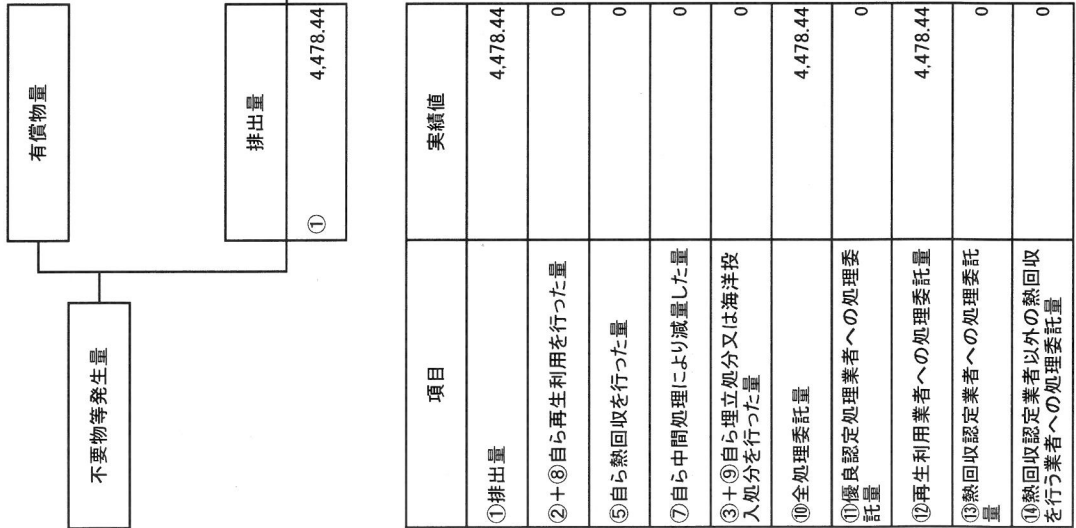 不要物等発生量
有償物量
排出量
① 4,478.44
項目 実績値
①排出量 4,478.44
②+⑧自ら再生利用を行った量 0
⑤自ら熱回収を行った量 0
⑦自ら中間処理により減量した量 0
③+⑨自ら埋立処分又は海洋投
入処分を行った量 0
⑩全処理委託量 4,478.44
⑪優良認定処理業者への処理委
託量 0
⑫再生利用業者への処理委託量 4,478.44
⑬熱回収認定業者への処理委託
量 0
⑭熱回収認定業者以外の熱回収
を行う業者への処理委託量 0